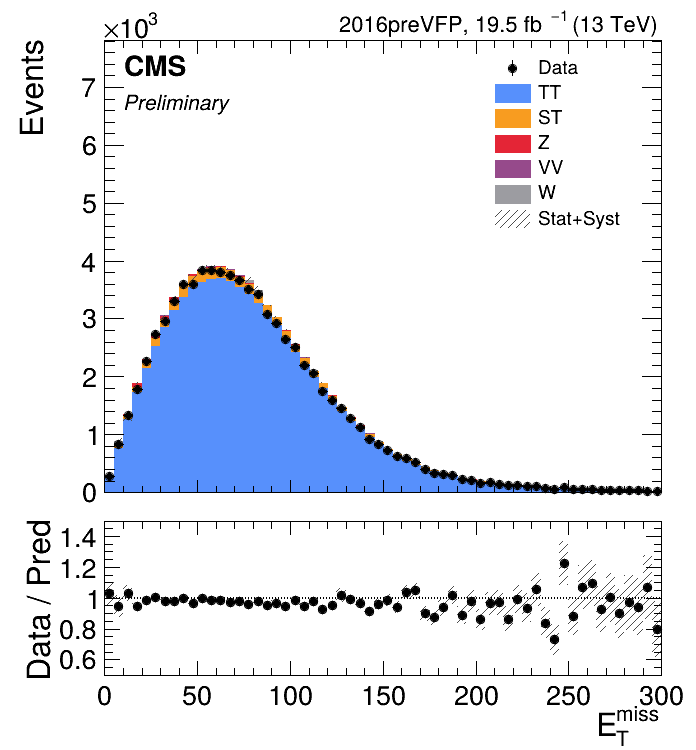 ×10³
2016preVFP, 19.5 fb ⁻¹ (13 TeV)
Events
CMS
Preliminary
Data
TT
ST
Z
VV
W
Stat+Syst
7
6
5
4
3
2
1
0
Data / Pred
1.4
1.2
1
0.8
0.6
0 50 100 150 200 250 300
E_T^miss